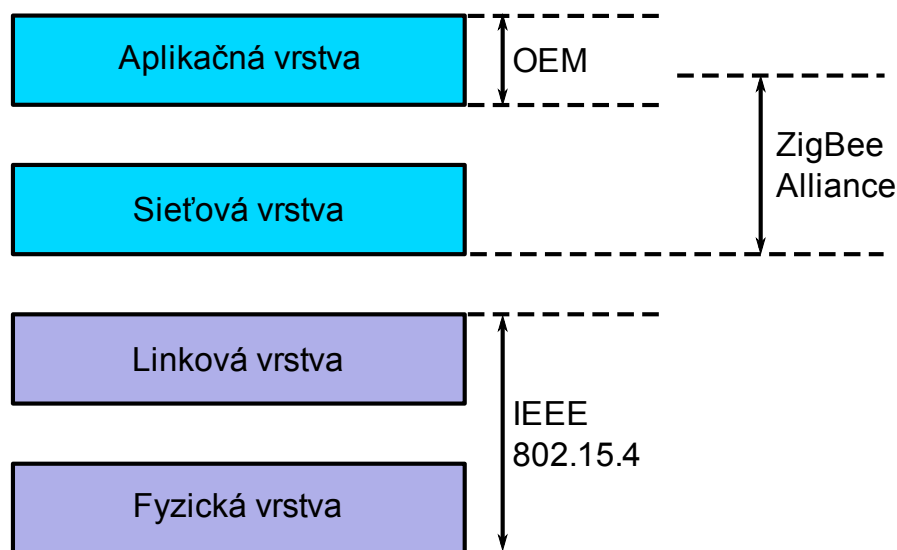 Aplikačná vrstva
OEM
ZigBee
Alliance
Sieťová vrstva
Linková vrstva
IEEE
802.15.4
Fyzická vrstva